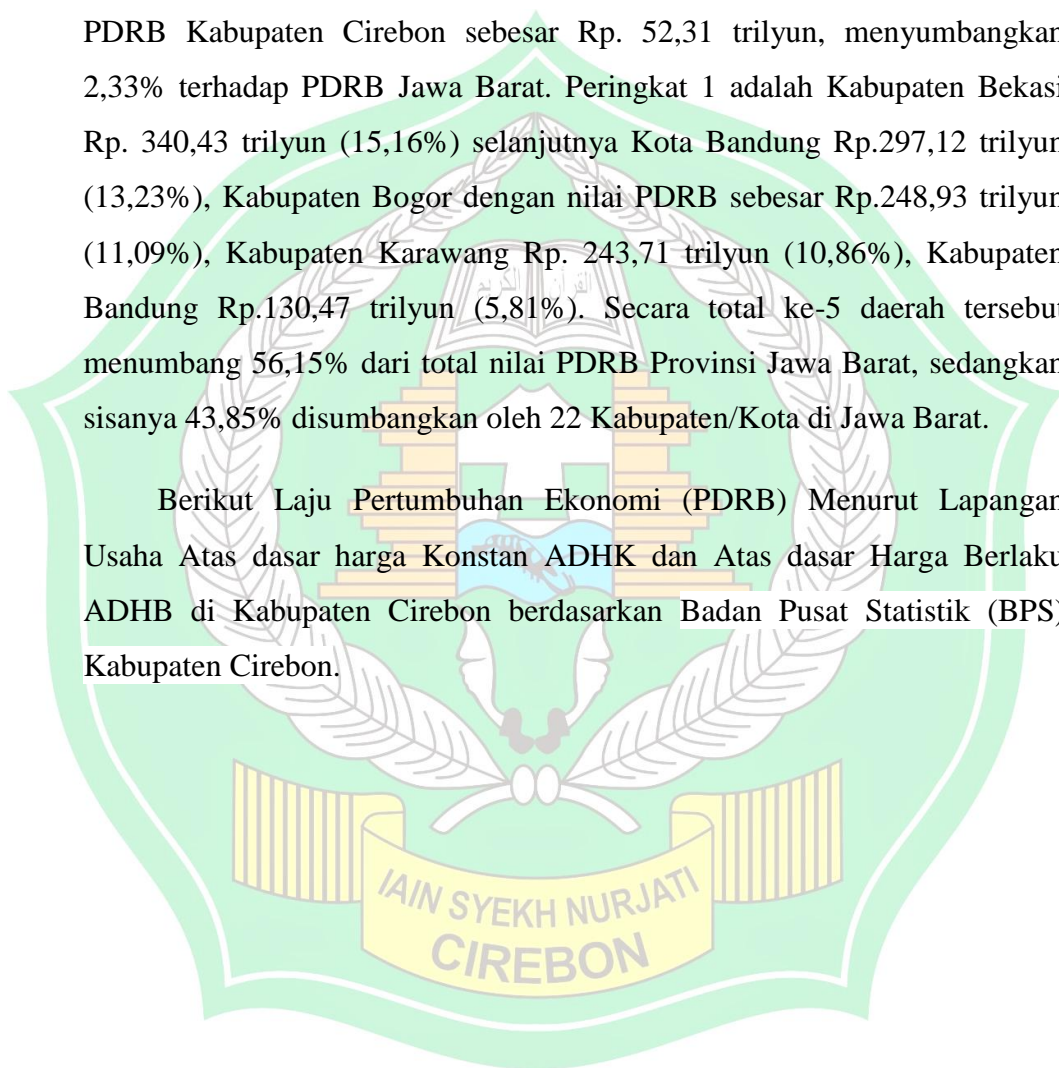 PDRB Kabupaten Cirebon sebesar Rp. 52,31 trilyun, menyumbangkan
2,33% terhadap PDRB Jawa Barat. Peringkat 1 adalah Kabupaten Bekasi
Rp. 340,43 trilyun (15,16%) selanjutnya Kota Bandung Rp.297,12 trilyun
(13,23%), Kabupaten Bogor dengan nilai PDRB sebesar Rp.248,93 trilyun
(11,09%), Kabupaten Karawang Rp. 243,71 trilyun (10,86%), Kabupaten
Bandung Rp.130,47 trilyun (5,81%). Secara total ke-5 daerah tersebut
menumbang 56,15% dari total nilai PDRB Provinsi Jawa Barat, sedangkan
sisanya 43,85% disumbangkan oleh 22 Kabupaten/Kota di Jawa Barat.
Berikut Laju Pertumbuhan Ekonomi (PDRB) Menurut Lapangan
Usaha Atas dasar harga Konstan ADHK dan Atas dasar Harga Berlaku
ADHB di Kabupaten Cirebon berdasarkan Badan Pusat Statistik (BPS)
Kabupaten Cirebon.
القرآن الكريم
IAIN SYEKH NURJATI
CIREBON